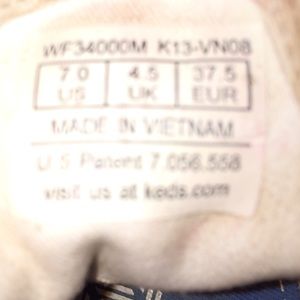 WF34000M K13-VN08
7.0 4.5 37.5
US UK EUR
MADE IN VIETNAM
U.S Patent 7,056,558
visit us at keds.com